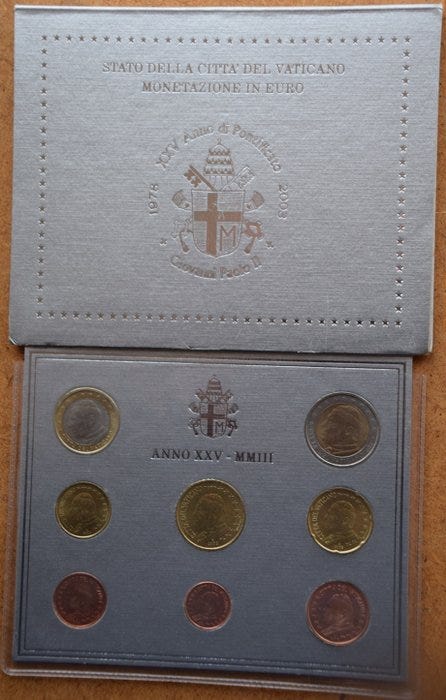 STATO DELLA CITTA' DEL VATICANO
MONETAZIONE IN EURO
XXV Anno di Pontificato
1978
2003
Giovanni Paolo II
M
ANNO XXV - MMIII